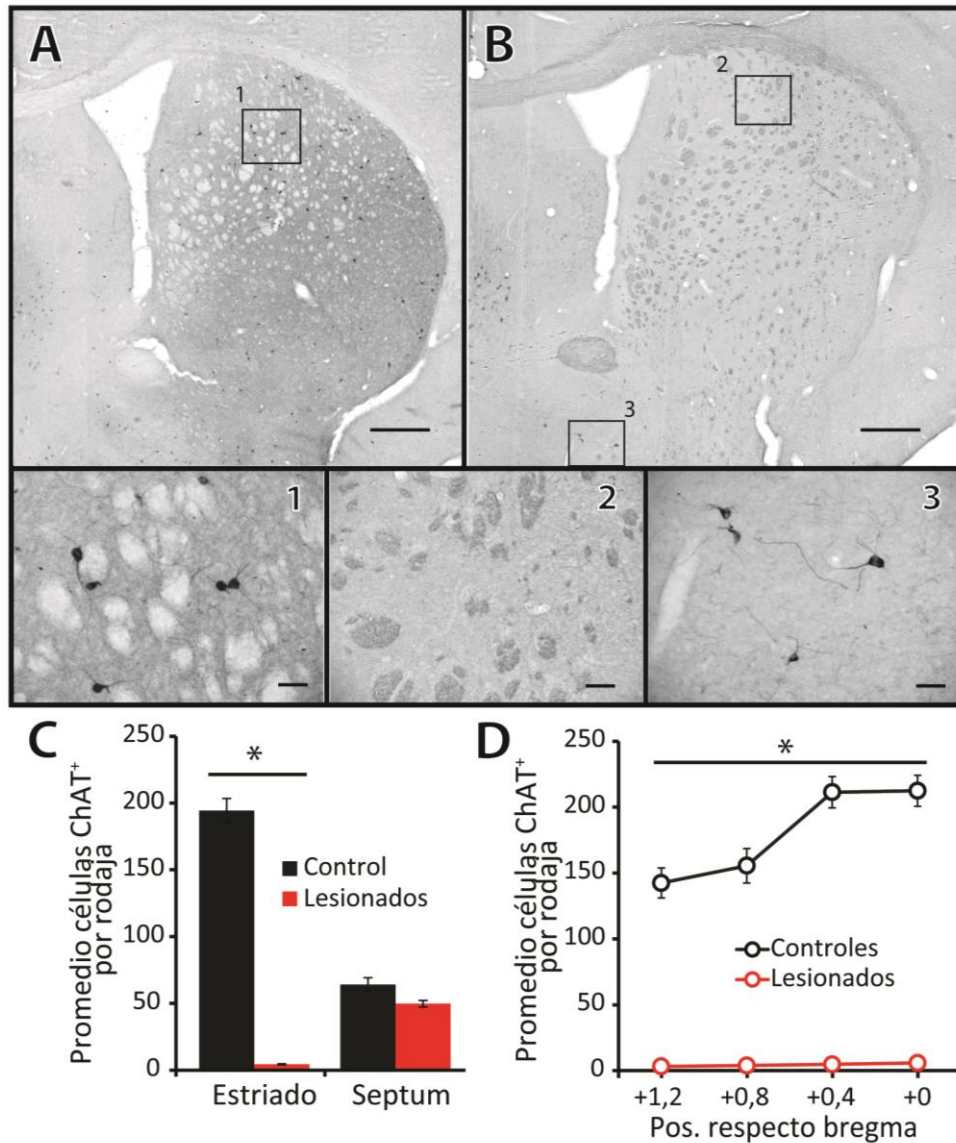 A
B
1
2
3
1
2
3
C
Promedio células ChAT+
por rodaja
250
200
150
100
50
0
*
Control
Lesionados
Estriado
Septum
D
Promedio células ChAT+
por rodaja
250
200
150
100
50
0
*
Controles
Lesionados
+1,2
+0,8
+0,4
+0
Pos. respecto bregma